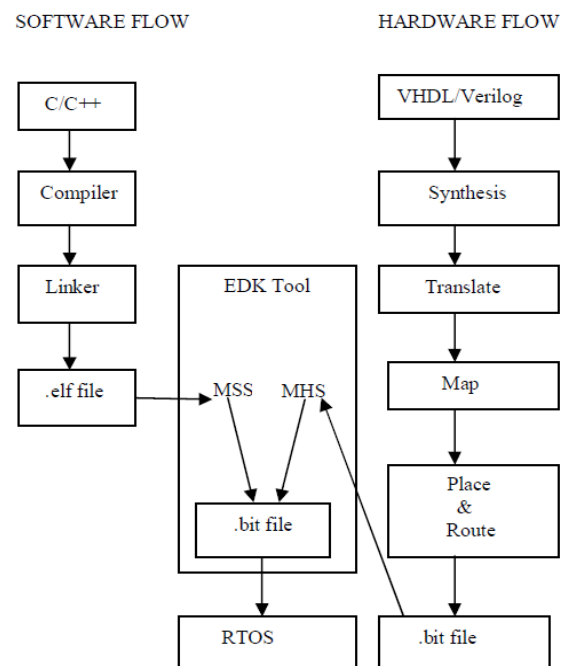 SOFTWARE FLOW
HARDWARE FLOW
C/C++
VHDL/Verilog
Compiler
Synthesis
Linker
EDK Tool
Translate
.elf file
MSS
MHS
Map
Place
&
Route
.bit file
RTOS
.bit file